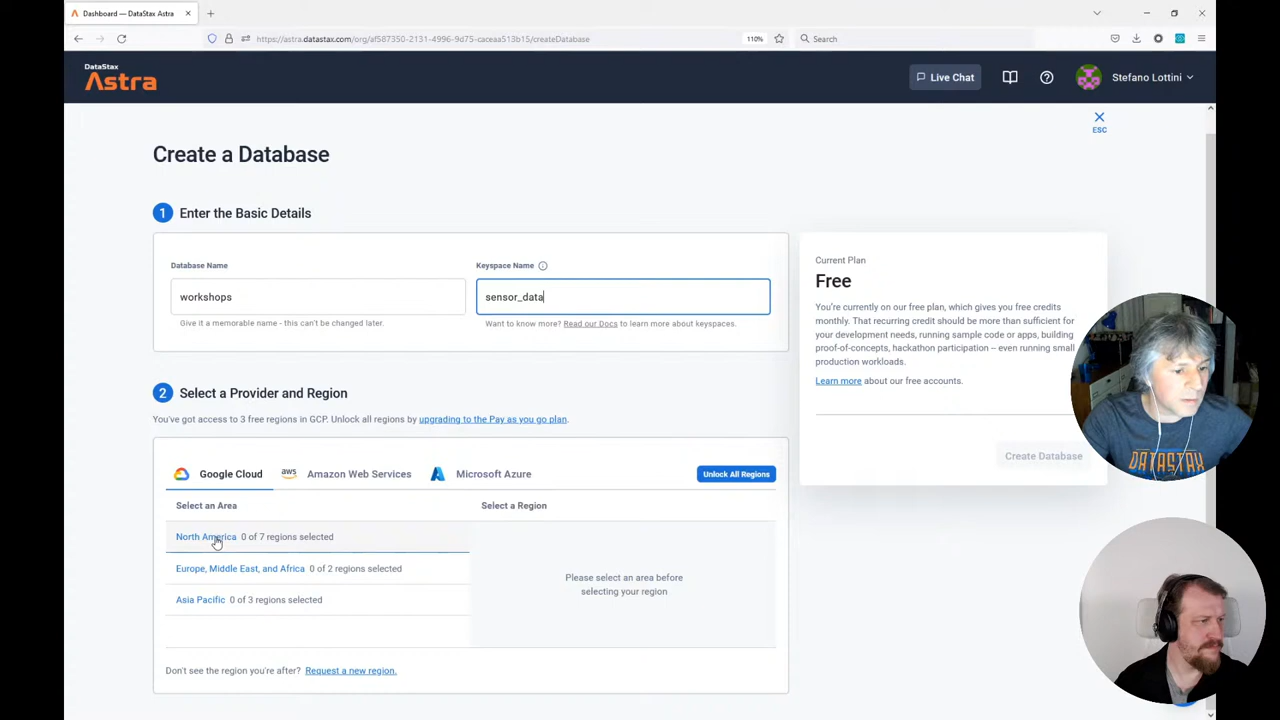 Dashboard — DataStax Astra
https://astra.datastax.com/org/af587350-2131-4996-9d75-caceaa513b15/createDatabase
110%
Search
DataStax
Astra
Live Chat
Stefano Lottini
ESC
Create a Database
1 Enter the Basic Details
Database Name
Keyspace Name
workshops
sensor_data
Give it a memorable name - this can't be changed later.
Want to know more? Read our Docs to learn more about keyspaces.
Current Plan
Free
You're currently on our free plan, which gives you free credits
monthly. That recurring credit should be more than sufficient for
your development needs, running sample code or apps, building
proof-of-concepts, hackathon participation – even running small
production workloads.
Learn more about our free accounts.
Create Database
2 Select a Provider and Region
You've got access to 3 free regions in GCP. Unlock all regions by upgrading to the Pay as you go plan.
Google Cloud
aws Amazon Web Services
Microsoft Azure
Unlock All Regions
Select an Area
Select a Region
North America 0 of 7 regions selected
Europe, Middle East, and Africa 0 of 2 regions selected
Asia Pacific 0 of 3 regions selected
Please select an area before
selecting your region
Don't see the region you're after? Request a new region.
DATASTAX